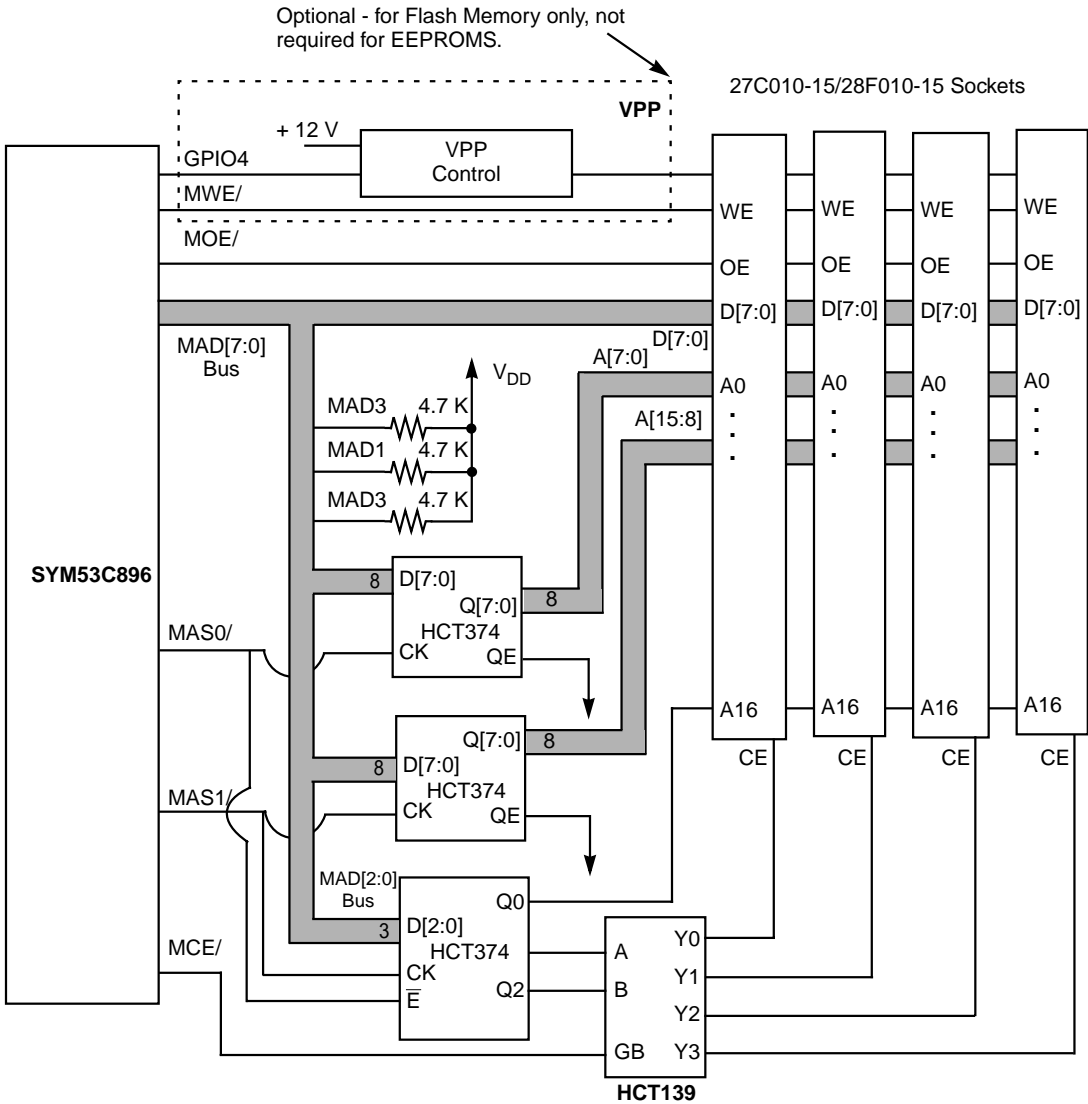 Optional - for Flash Memory only, not
required for EEPROMS.
27C010-15/28F010-15 Sockets
VPP
+ 12 V
VPP
Control
GPIO4
MWE/
MOE/
WE
WE
WE
WE
OE
OE
OE
OE
D[7:0]
D[7:0]
D[7:0]
D[7:0]
MAD[7:0]
Bus
D[7:0]
A[7:0]
VDD
A0
A0
A0
A0
MAD3
4.7 K
A[15:8]
MAD1
4.7 K
MAD3
4.7 K
SYM53C896
8
D[7:0]
Q[7:0]
8
HCT374
CK
QE
MAS0/
A16
A16
A16
A16
Q[7:0]
8
8
D[7:0]
HCT374
CK
QE
CE
CE
CE
CE
MAS1/
MAD[2:0]
Bus
Q0
3
D[2:0]
HCT374
CK
E
Q2
MCE/
A
B
GB
Y0
Y1
Y2
Y3
HCT139